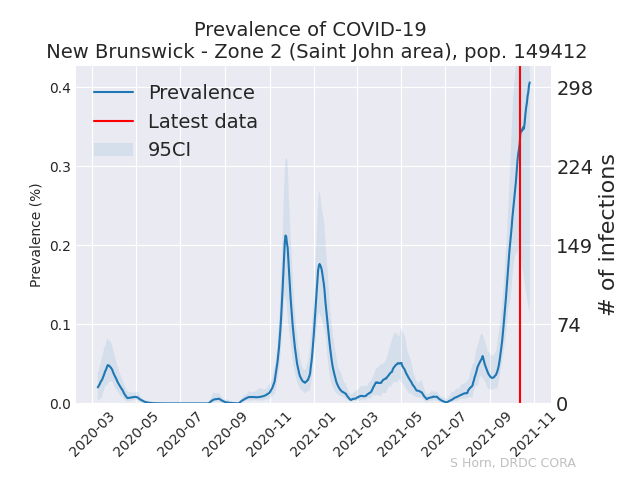 Prevalence of COVID-19
New Brunswick - Zone 2 (Saint John area), pop. 149412
Prevalence
Latest data
95CI
Prevalence (%)
0.4
0.3
0.2
0.1
0.0
298
224
149
74
0
# of infections
2020-03
2020-05
2020-07
2020-09
2020-11
2021-01
2021-03
2021-05
2021-07
2021-09
2021-11
S Horn, DRDC CORA